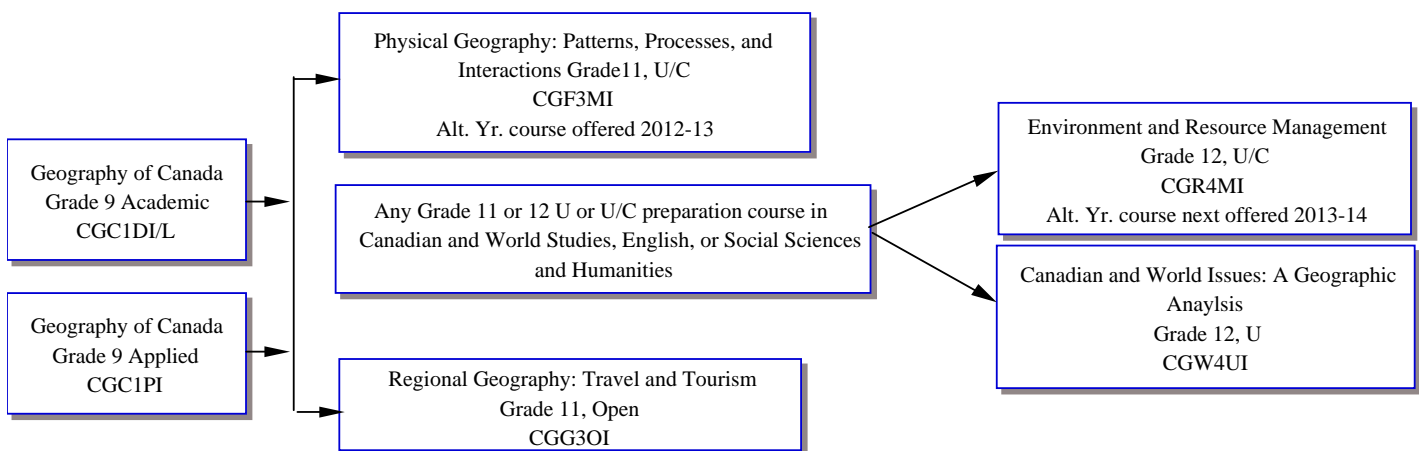 Geography of Canada
Grade 9 Academic
CGC1DI/L
Geography of Canada
Grade 9 Applied
CGC1PI
Physical Geography: Patterns, Processes, and
Interactions Grade11, U/C
CGF3MI
Alt. Yr. course offered 2012-13
Any Grade 11 or 12 U or U/C preparation course in
Canadian and World Studies, English, or Social Sciences
and Humanities
Regional Geography: Travel and Tourism
Grade 11, Open
CGG3OI
Environment and Resource Management
Grade 12, U/C
CGR4MI
Alt. Yr. course next offered 2013-14
Canadian and World Issues: A Geographic
Anaylsis
Grade 12, U
CGW4UI